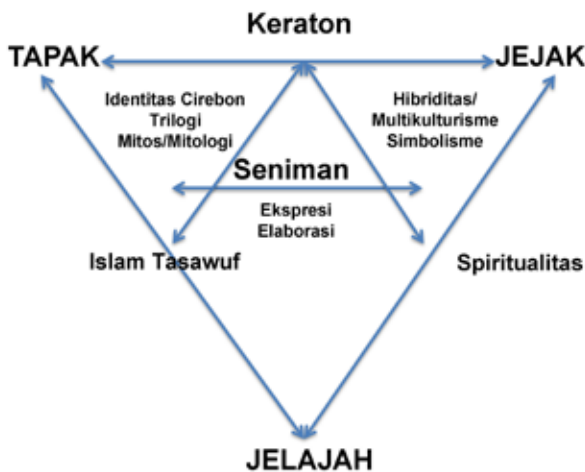 Keraton
TAPAK
JEJAK
Identitas Cirebon
Trilogi
Mitos/Mitologi
Hibriditas/
Multikulturisme
Simbolisme
Seniman
Ekspresi
Elaborasi
Islam Tasawuf
Spiritualitas
JELAJAH